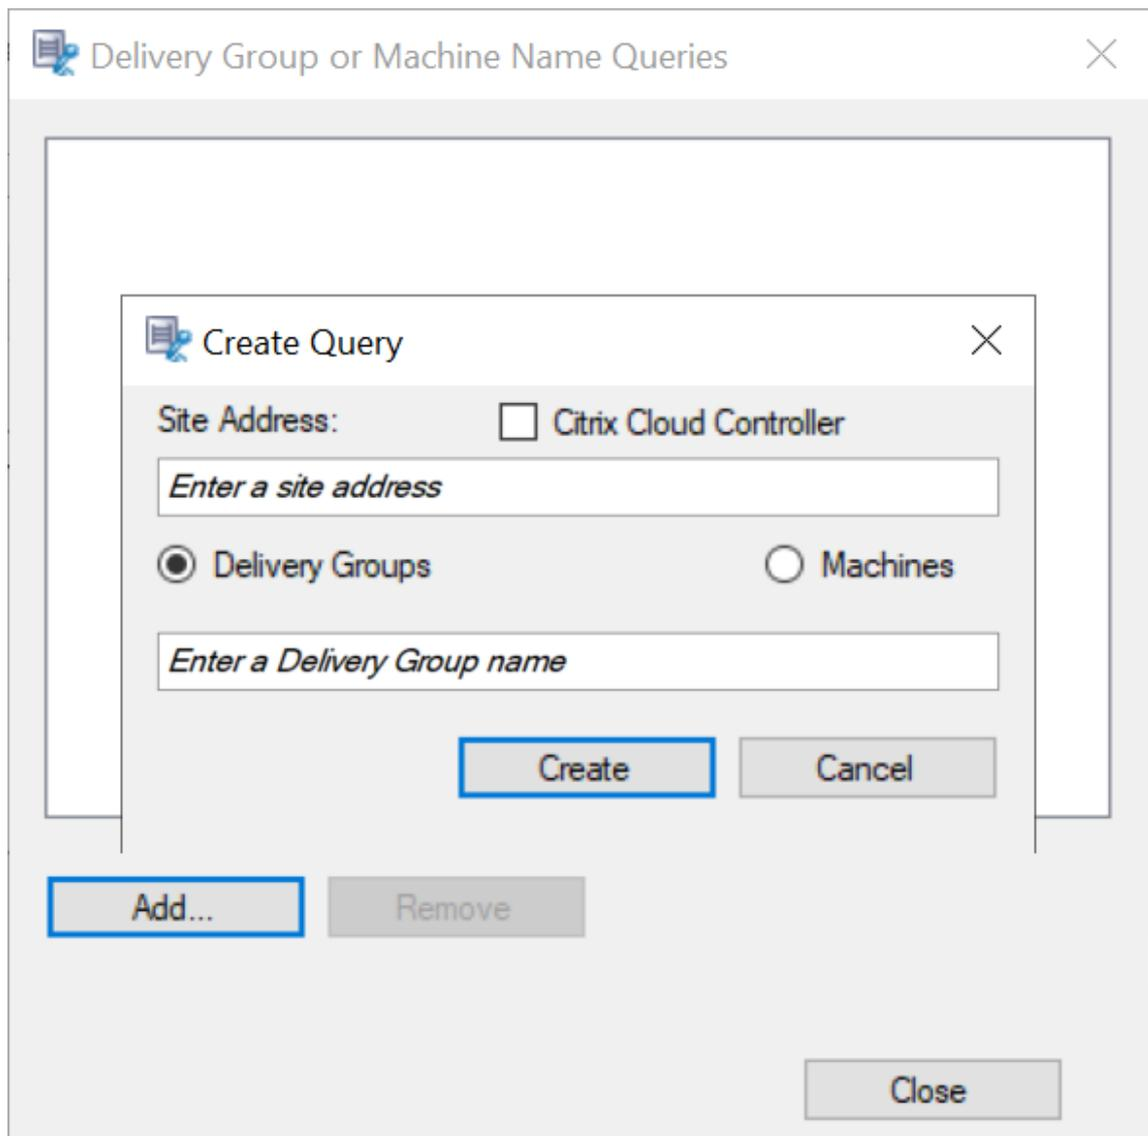 Delivery Group or Machine Name Queries
Create Query
Site Address: Citrix Cloud Controller
Enter a site address
Delivery Groups Machines
Enter a Delivery Group name
Create Cancel
Add... Remove
Close